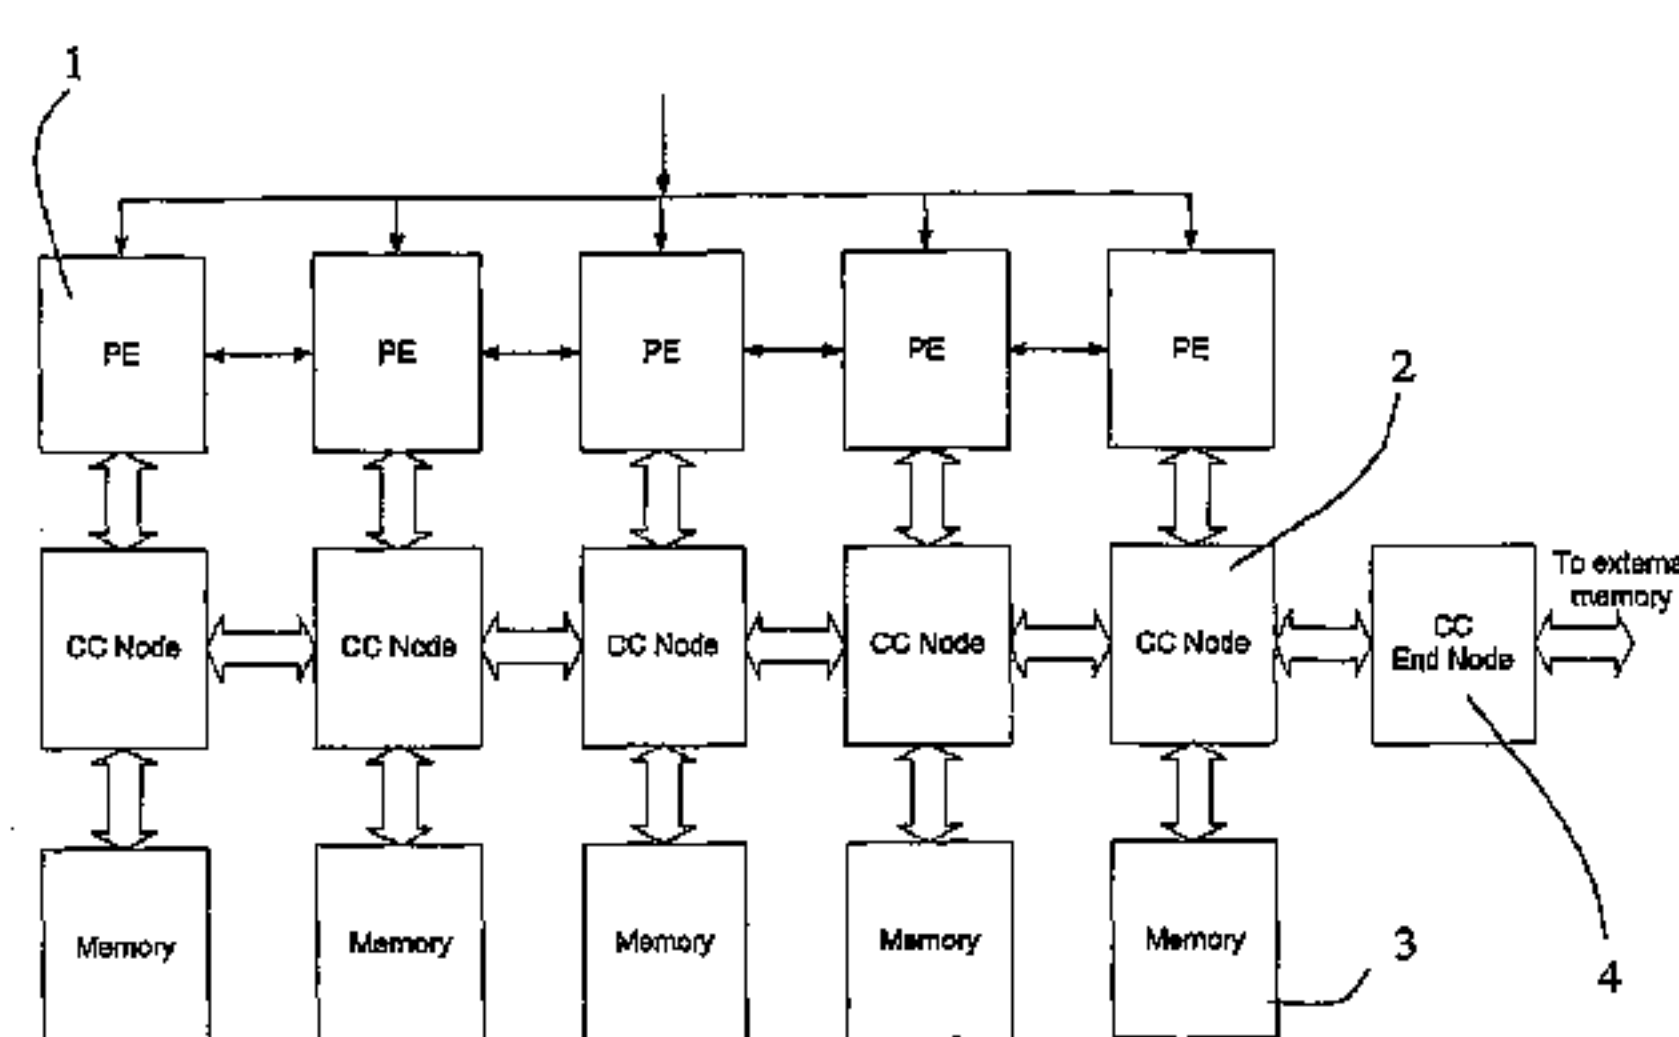 1
PE PE PE PE PE
2
To externa
memory
CC Node CC Node CC Node CC Node CC Node CC
End Node
Memory Memory Memory Memory Memory
3
4